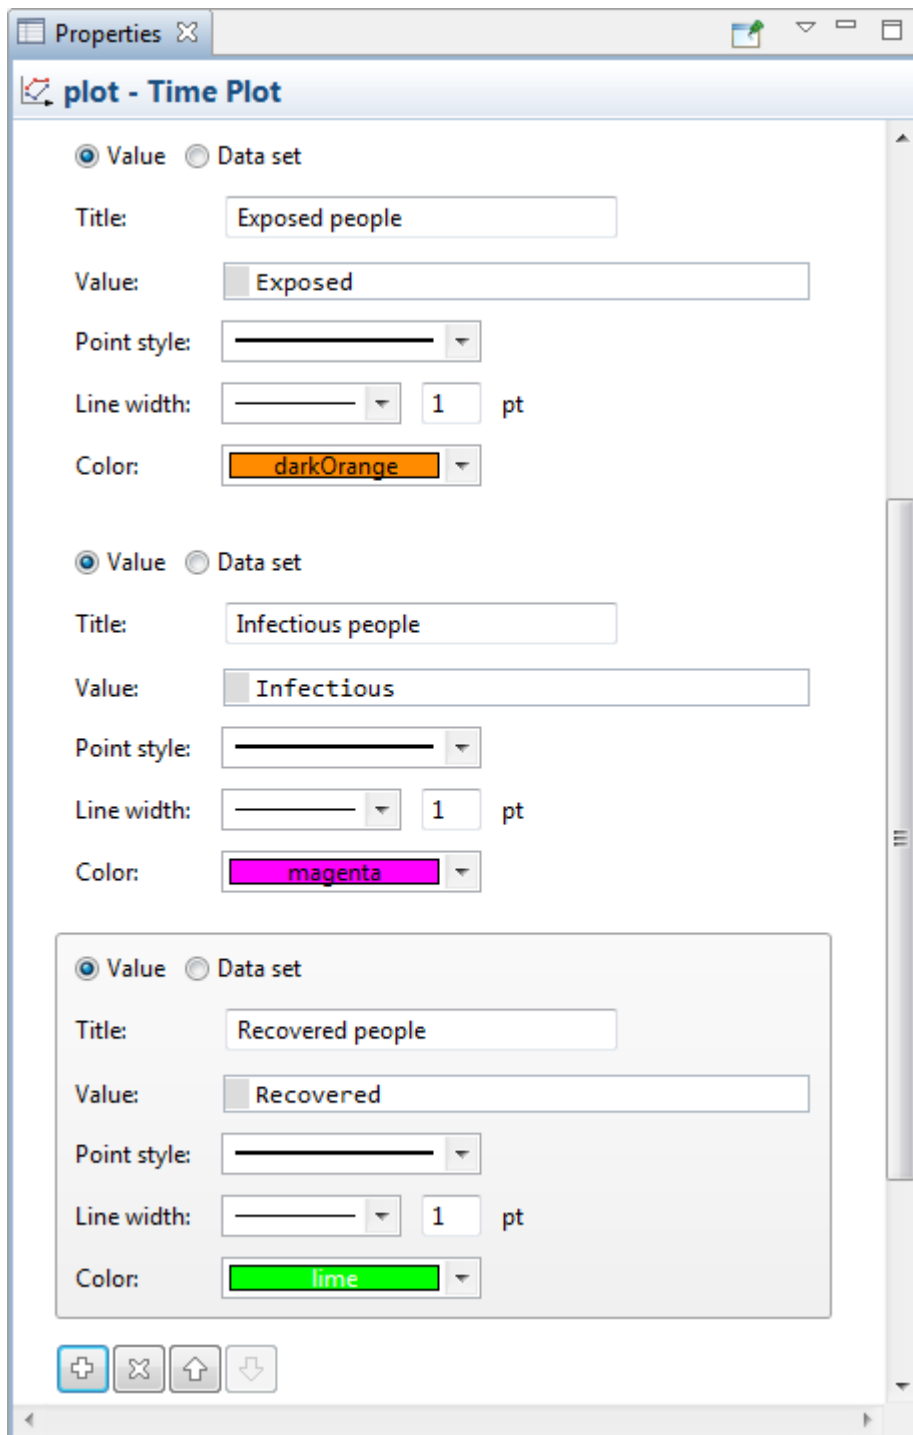 Properties
plot - Time Plot
Value Data set
Title: Exposed people
Value: Exposed
Point style:
Line width: 1 pt
Color: darkOrange
Value Data set
Title: Infectious people
Value: Infectious
Point style:
Line width: 1 pt
Color: magenta
Value Data set
Title: Recovered people
Value: Recovered
Point style:
Line width: 1 pt
Color: lime